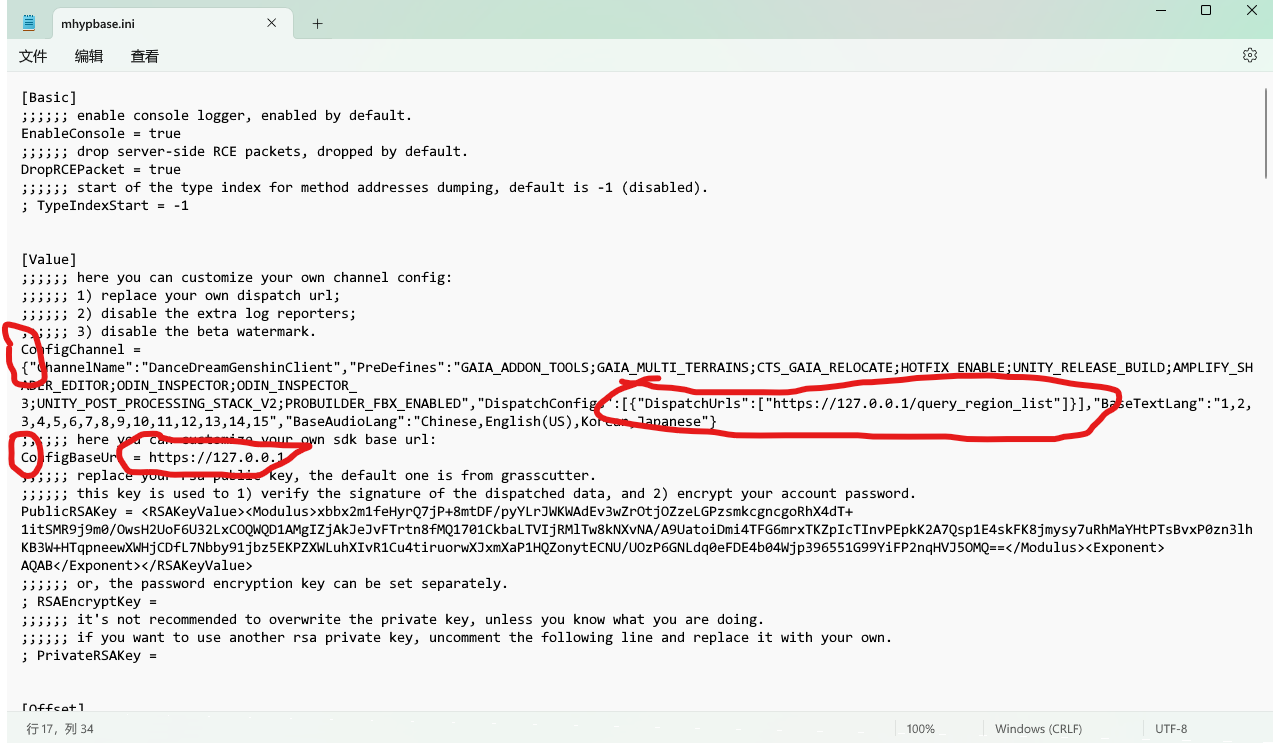 mhypbase.ini
文件 编辑 查看
[Basic]
;;;;;; enable console logger, enabled by default.
EnableConsole = true
;;;;;; drop server-side RCE packets, dropped by default.
DropRCEPacket = true
;;;;;; start of the type index for method addresses dumping, default is -1 (disabled).
; TypeIndexStart = -1
[Value]
;;;;;; here you can customize your own channel config:
;;;;;; 1) replace your own dispatch url;
;;;;;; 2) disable the extra log reporters;
;;;;;; 3) disable the beta watermark.
ConfigChannel =
{"ChannelName":"DanceDreamGenshinClient","PreDefines":"GAIA_ADDON_TOOLS;GAIA_MULTI_TERRAINS;CTS_GAIA_RELOCATE;HOTFIX_ENABLE;UNITY_RELEASE_BUILD;AMPLIFY_SH
ADER_EDITOR;ODIN_INSPECTOR;ODIN_INSPECTOR_
3;UNITY_POST_PROCESSING_STACK_V2;PROBUILDER_FBX_ENABLED","DispatchConfigs":[{"DispatchUrls":["https://127.0.0.1/query_region_list"]}],"BaseTextLang":"1,2,
3,4,5,6,7,8,9,10,11,12,13,14,15","BaseAudioLang":"Chinese,English(US),Korean,Japanese"}
;;;;;; here you can customize your own sdk base url:
ConfigBaseUrl = https://127.0.0.1
;;;;;; replace your rsa public key, the default one is from grasscutter.
;;;;;; this key is used to 1) verify the signature of the dispatched data, and 2) encrypt your account password.
PublicRSAKey = <RSAKeyValue><Modulus>xbbx2m1feHyrQ7jP+8mtDF/pyYLrJWKWAdEv3wZrOtjOZzeLGPzsmkcgncgoRhX4dT+
1itSMR9j9m0/OwsH2UoF6U32LxCOQWQD1AMgIZjAkJeJvFTrtn8fMQ1701CkbaLTVIjRMlTw8kNXvNA/A9UatoiDmi4TFG6mrxTKZpIcTInvPEpkK2A7Qsp1E4skFK8jmysy7uRhMaYHtPTsBvxP0zn3lh
KB3W+HTqpneewXWHjCDfL7Nbby91jbz5EKPZXWLuhXIvR1Cu4tiruorwXJxmXaP1HQZonytECNU/UOzP6GNLdq0eFDE4b04Wjp396551G99YiFP2nqHVJ5OMQ==</Modulus><Exponent>
AQAB</Exponent></RSAKeyValue>
;;;;;; or, the password encryption key can be set separately.
; RSAEncryptKey =
;;;;;; it's not recommended to overwrite the private key, unless you know what you are doing.
;;;;;; if you want to use another rsa private key, uncomment the following line and replace it with your own.
; PrivateRSAKey =
[Offset]
行 17，列 34 100% Windows (CRLF) UTF-8